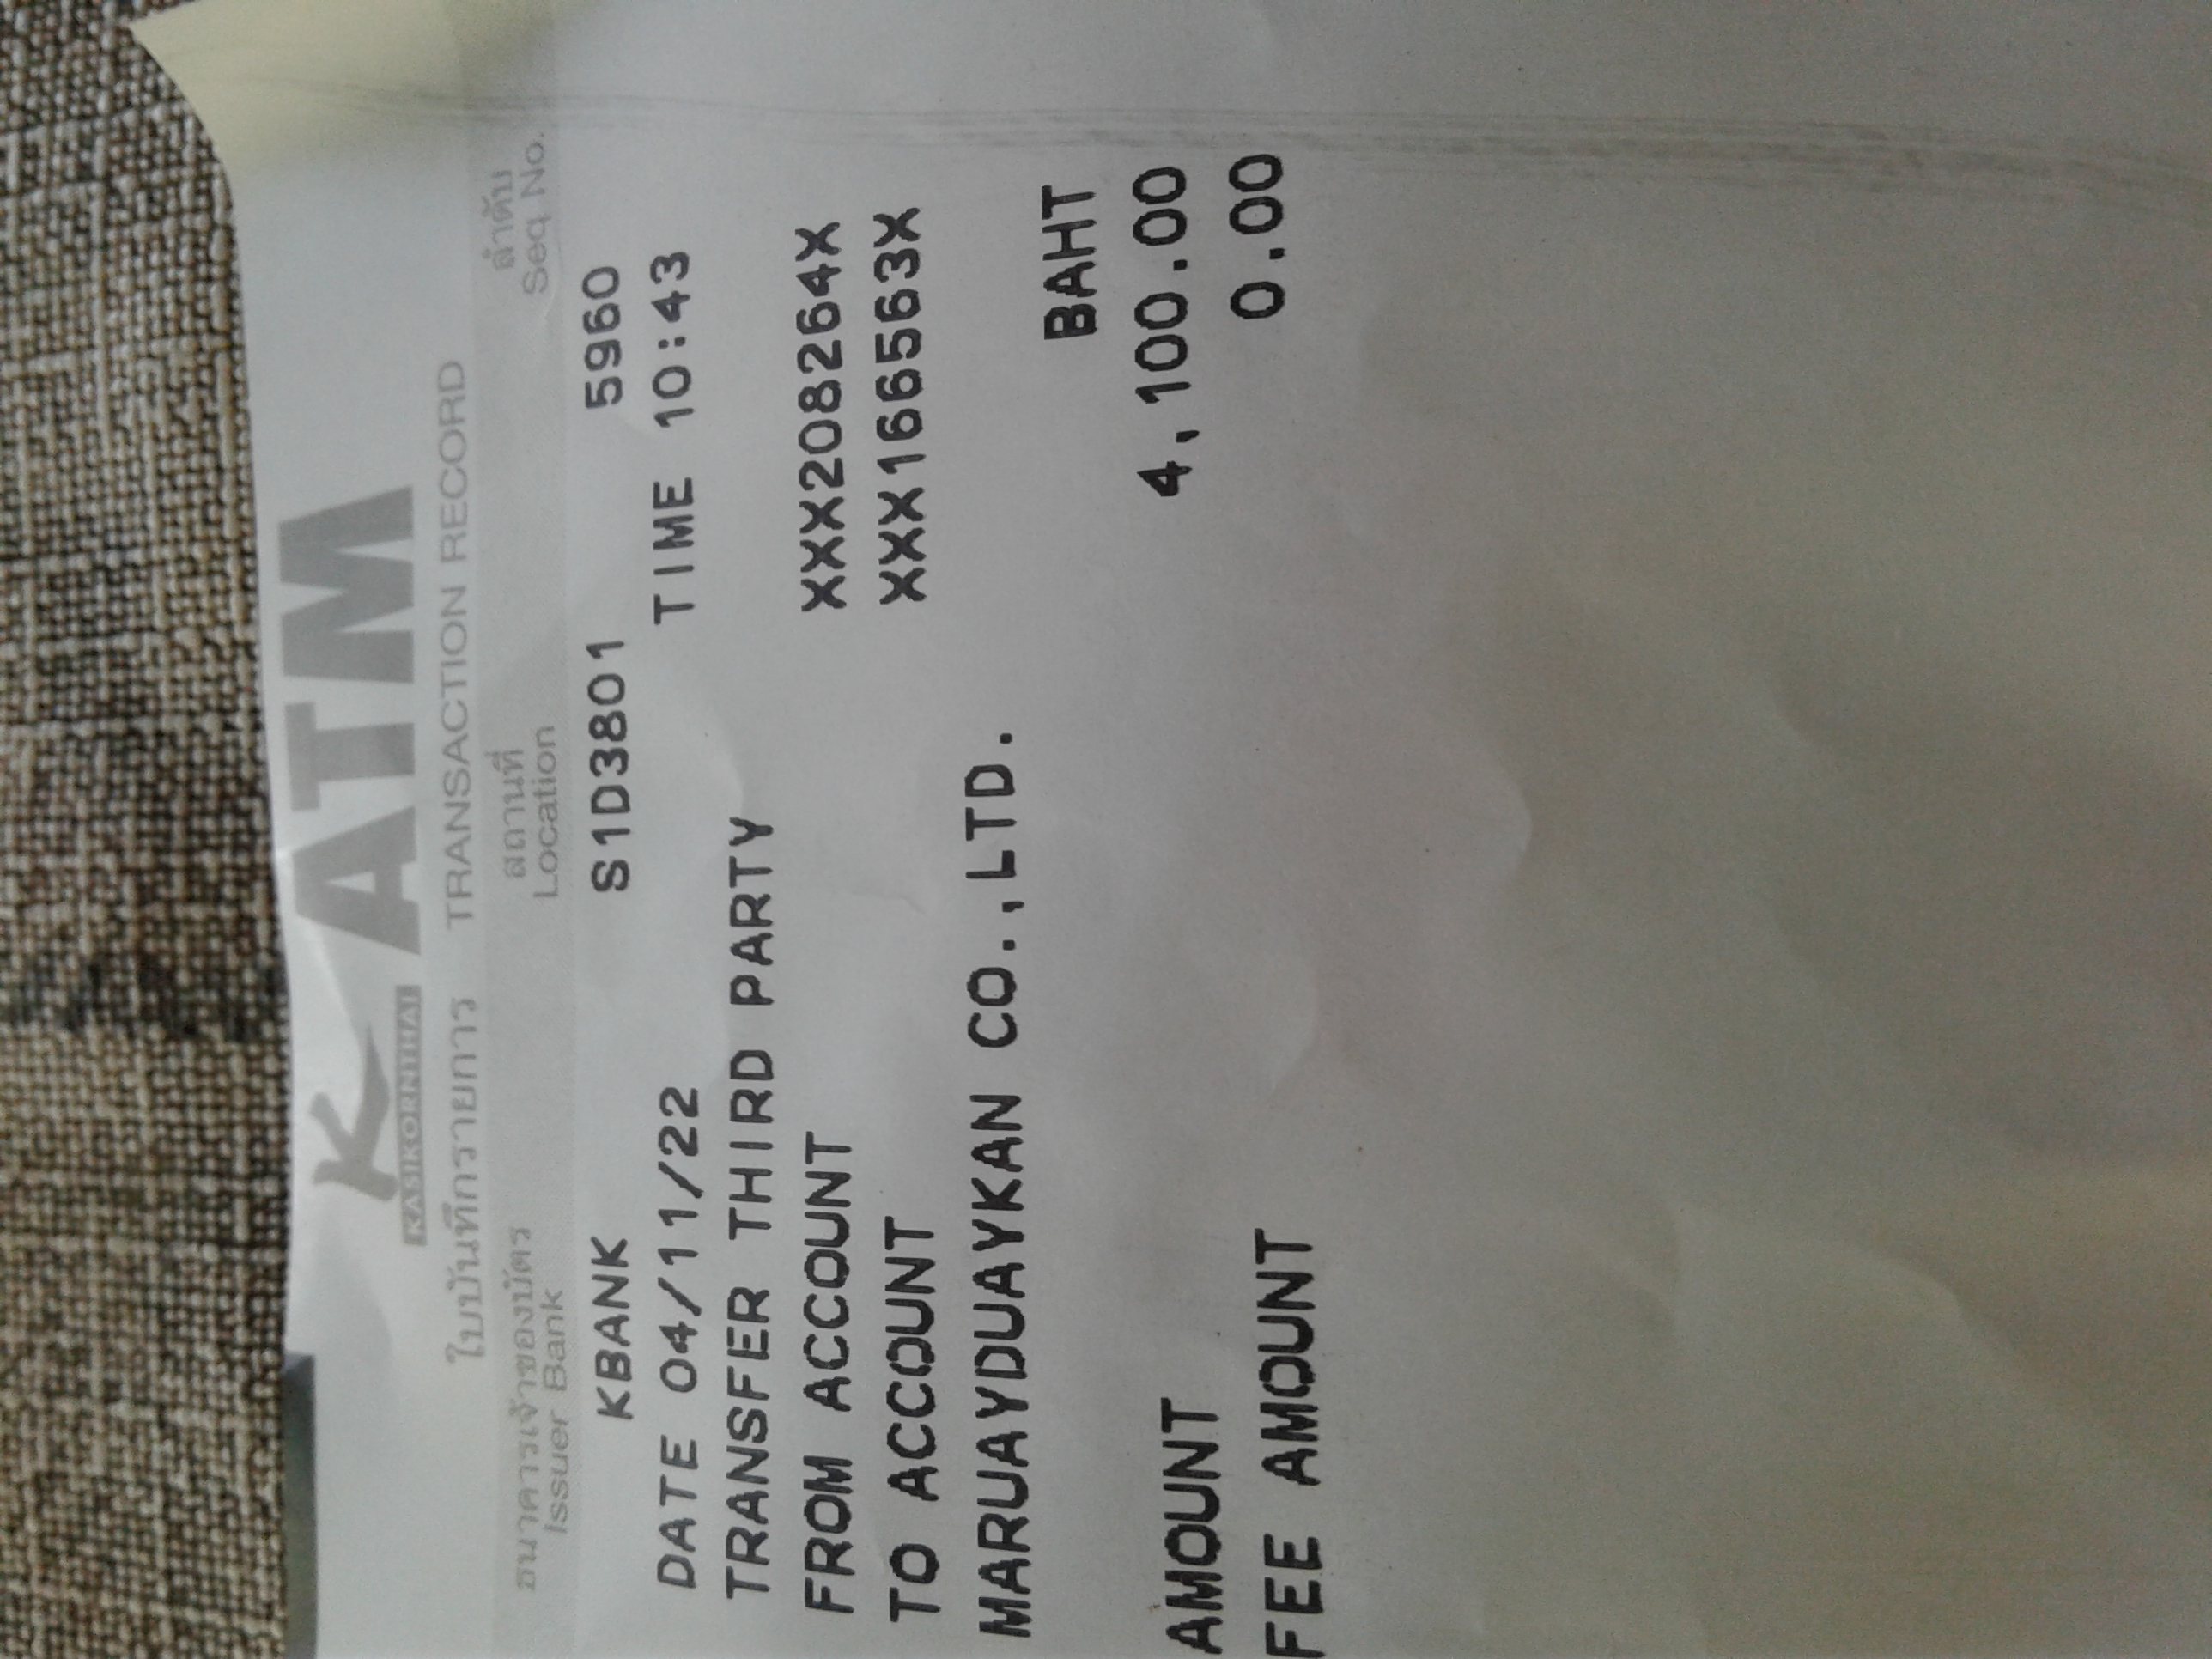 K ATM
KASIKORNTHAI
ใบบันทึกรายการ TRANSACTION RECORD
ธนาคารเจ้าของบัตร สถานที่ ลำดับ
Issuer Bank Location Seq No.
KBANK S1D3801 5960
DATE 04/11/22 TIME 10:43
TRANSFER THIRD PARTY
FROM ACCOUNT XXX208264X
TO ACCOUNT XXX166563X
MARUAYDUAYKAN CO.,LTD.
BAHT
AMOUNT 4,100.00
FEE AMOUNT 0.00